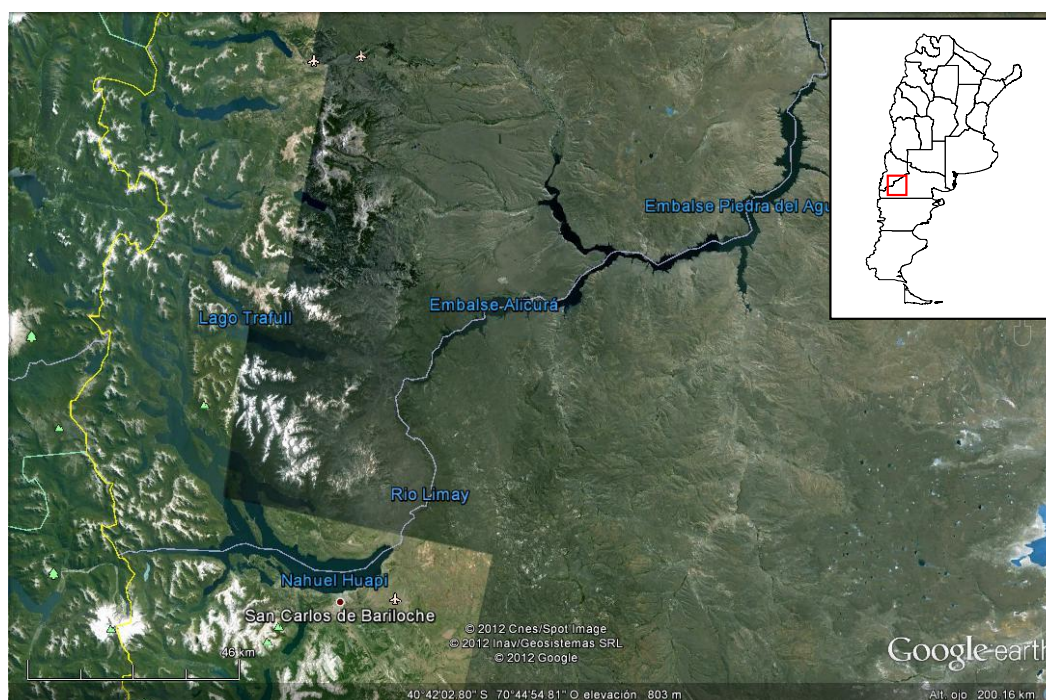 Embalse Piedra del Agu
Embalse Alicurá
Lago Trafull
Rio Limay
Nahuel Huapi
San Carlos de Bariloche
46 km
© 2012 Cnes/Spot Image
© 2012 Inav/Geosistemas SRL
© 2012 Google
Google earth
40°42'02.80" S 70°44'54.81" O elevación 803 m
Alt. ojo 200.16 km